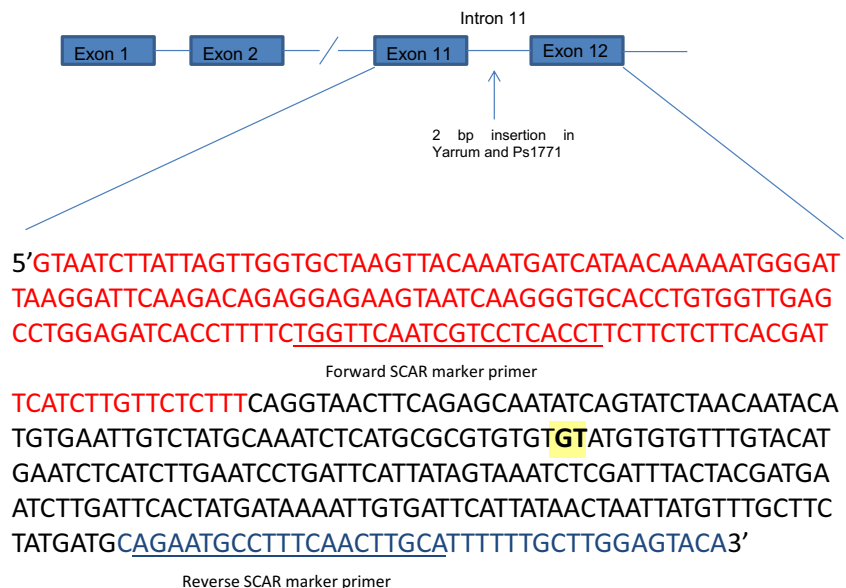 Intron 11
Exon 1 Exon 2 Exon 11 Exon 12
2 bp insertion in
Yarrum and Ps1771
5’GTAATCTTATTAGTTGGTGCTAAGTTACAAATGATCATAACAAAAATGGGAT
TAAGGATTCAAGACAGAGGAGAAGTAATCAAGGGTGCACCTGTGGTTGAG
CCTGGAGATCACCTTTTCTGGTTCAATCGTCCTCACCTTCTTCTCTTCACGAT
Forward SCAR marker primer
TCATCTTGTTCTCTTTCAGGTAACTTCAGAGCAATATCAGTATCTAACAATACA
TGTGAATTGTCTATGCAAATCTCATGCGCGTGTGTGTATGTGTGTTTGTACAT
GAATCTCATCTTGAATCCTGATTCATTATAGTAAATCTCGATTTACTACGATGA
ATCTTGATTCACTATGATAAAATTGTGATTCATTATAACTAATTATGTTTGCTTC
TATGATGCAGAATGCCTTTCAACTTGCATTTTTTGCTTGGAGTACA3’
Reverse SCAR marker primer